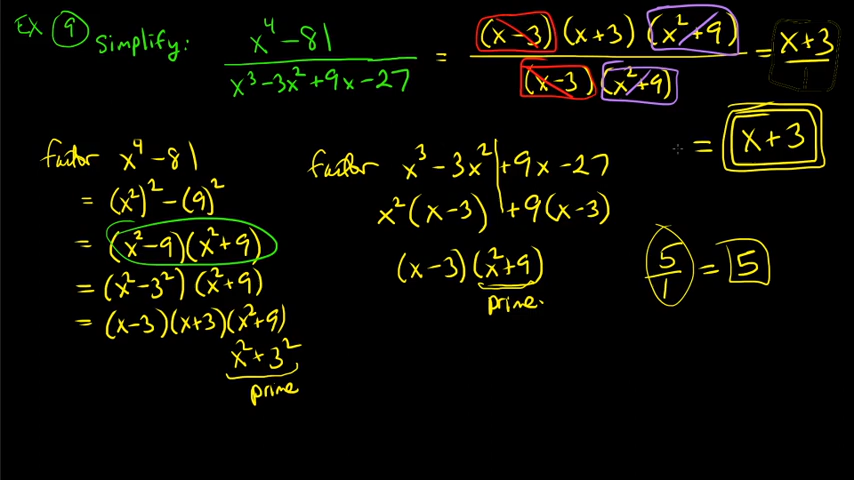 EX 9 Simplify: (x⁴ - 81)/(x³ - 3x² + 9x - 27) = ((x-3)(x+3)(x²+9))/((x-3)(x²+9)) = (x+3)/1
= x+3
factor x⁴ - 81
= (x²)² - (9)²
= (x² - 9)(x² + 9)
= (x² - 3²)(x² + 9)
= (x-3)(x+3)(x²+9)
x² + 3²
prime
factor x³ - 3x² + 9x - 27
x²(x-3) + 9(x-3)
(x-3)(x²+9)
prime.
5/1 = 5